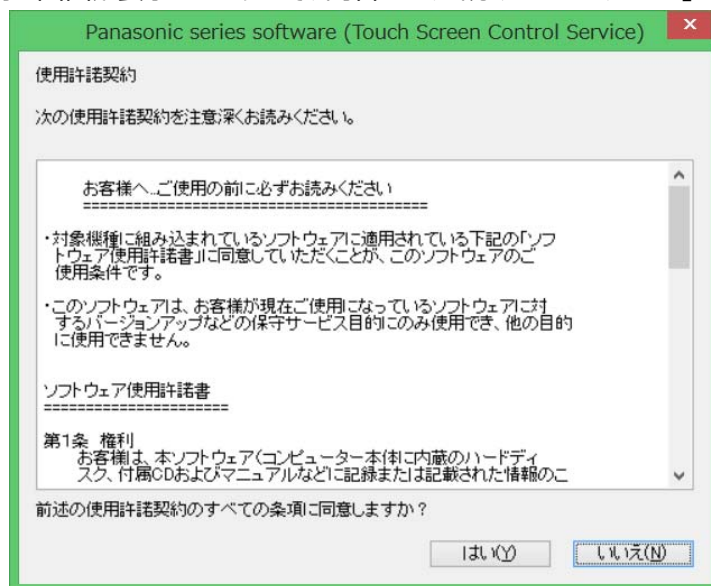 Panasonic series software (Touch Screen Control Service)
使用許諾契約
次の使用許諾契約を注意深くお読みください。
お客様へ…ご使用の前に必ずお読みください
=========================================
・対象機種に組み込まれているソフトウェアに適用されている下記の「ソフ
トウェア使用許諾書」に同意していただくことが、このソフトウェアのご
使用条件です。
・このソフトウェアは、お客様が現在ご使用になっているソフトウェアに対
するバージョンアップなどの保守サービス目的にのみ使用でき、他の目的
に使用できません。
ソフトウェア使用許諾書
======================
第1条 権利
お客様は、本ソフトウェア(コンピューター本体に内蔵のハードディ
スク、付属CDおよびマニュアルなどに記録または記載された情報のこ
前述の使用許諾契約のすべての条項に同意しますか？
はい(Y)
いいえ(N)